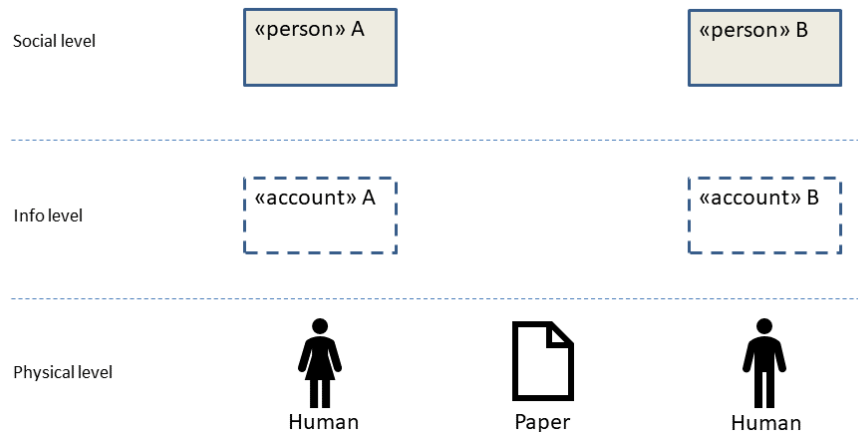 Social level
«person» A
«person» B
Info level
«account» A
«account» B
Physical level
Human
Paper
Human